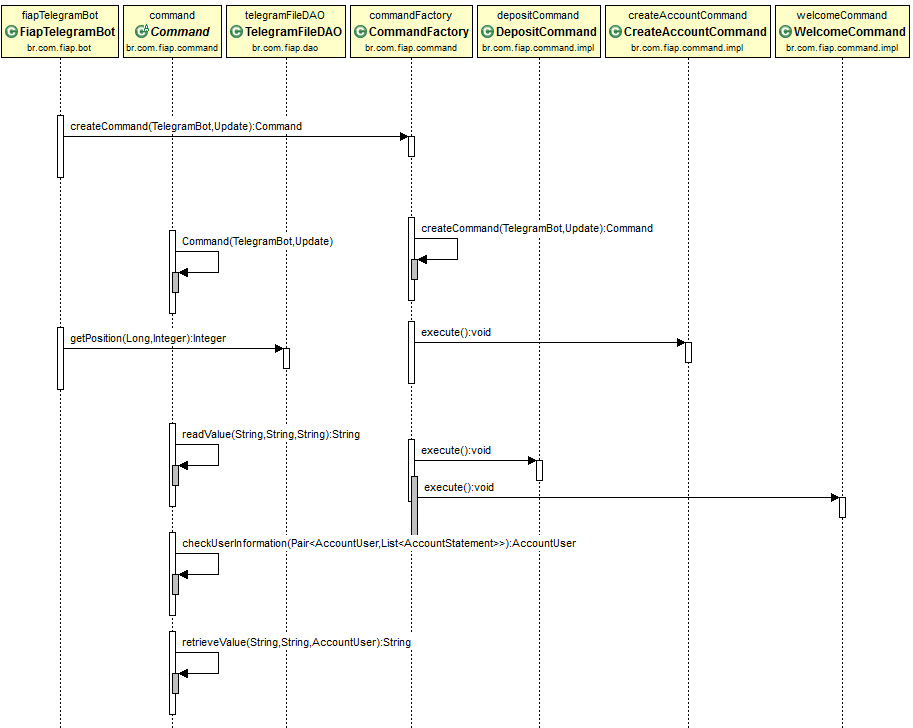 fiapTelegramBot
FiapTelegramBot
br.com.fiap.bot
command
Command
br.com.fiap.command
telegramFileDAO
TelegramFileDAO
br.com.fiap.dao
commandFactory
CommandFactory
br.com.fiap.command
depositCommand
DepositCommand
br.com.fiap.command.impl
createAccountCommand
CreateAccountCommand
br.com.fiap.command.impl
welcomeCommand
WelcomeCommand
br.com.fiap.command.impl
createCommand(TelegramBot,Update):Command
createCommand(TelegramBot,Update):Command
Command(TelegramBot,Update)
execute():void
getPosition(Long,Integer):Integer
readValue(String,String,String):String
execute():void
execute():void
checkUserInformation(Pair<AccountUser,List<AccountStatement>>):AccountUser
retrieveValue(String,String,AccountUser):String